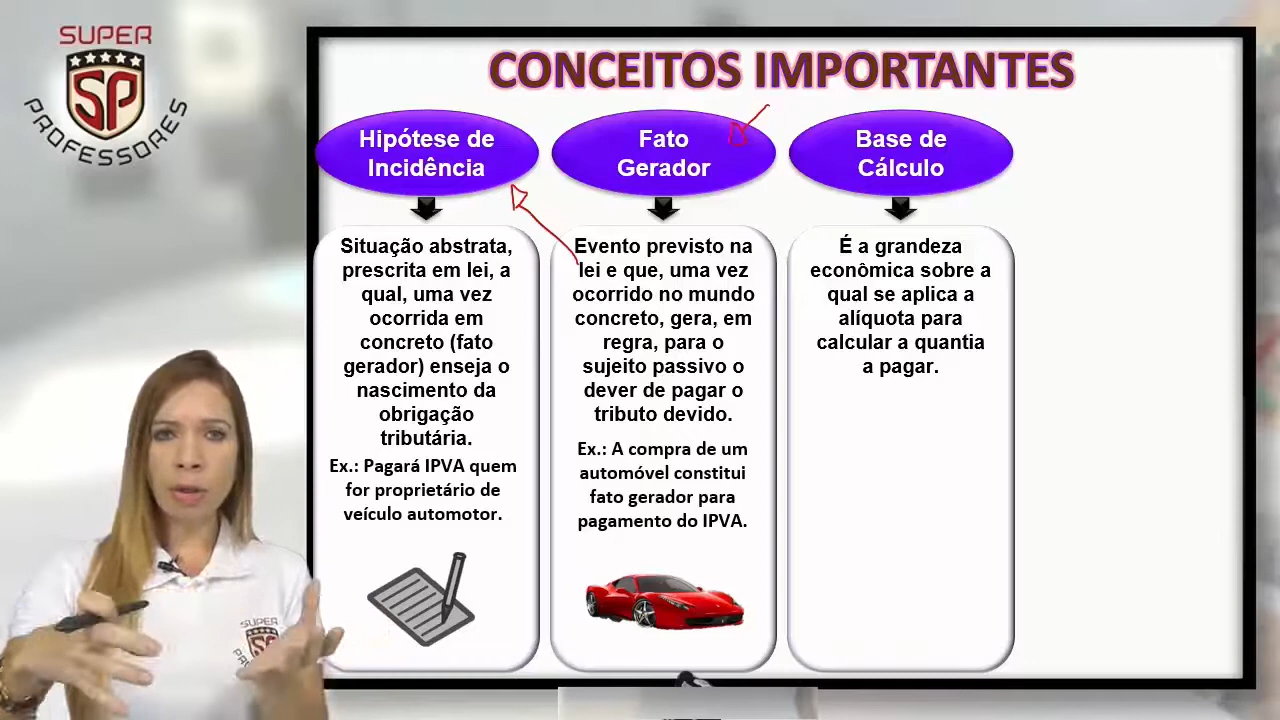 SUPER
SP
PROFESSORES
CONCEITOS IMPORTANTES
Hipótese de
Incidência
Situação abstrata,
prescrita em lei, a
qual, uma vez
ocorrida em
concreto (fato
gerador) enseja o
nascimento da
obrigação
tributária.
Ex.: Pagará IPVA quem
for proprietário de
veículo automotor.
Fato
Gerador
Evento previsto na
lei e que, uma vez
ocorrido no mundo
concreto, gera, em
regra, para o
sujeito passivo o
dever de pagar o
tributo devido.
Ex.: A compra de um
automóvel constitui
fato gerador para
pagamento do IPVA.
Base de
Cálculo
É a grandeza
econômica sobre a
qual se aplica a
alíquota para
calcular a quantia
a pagar.
SUPER
SP